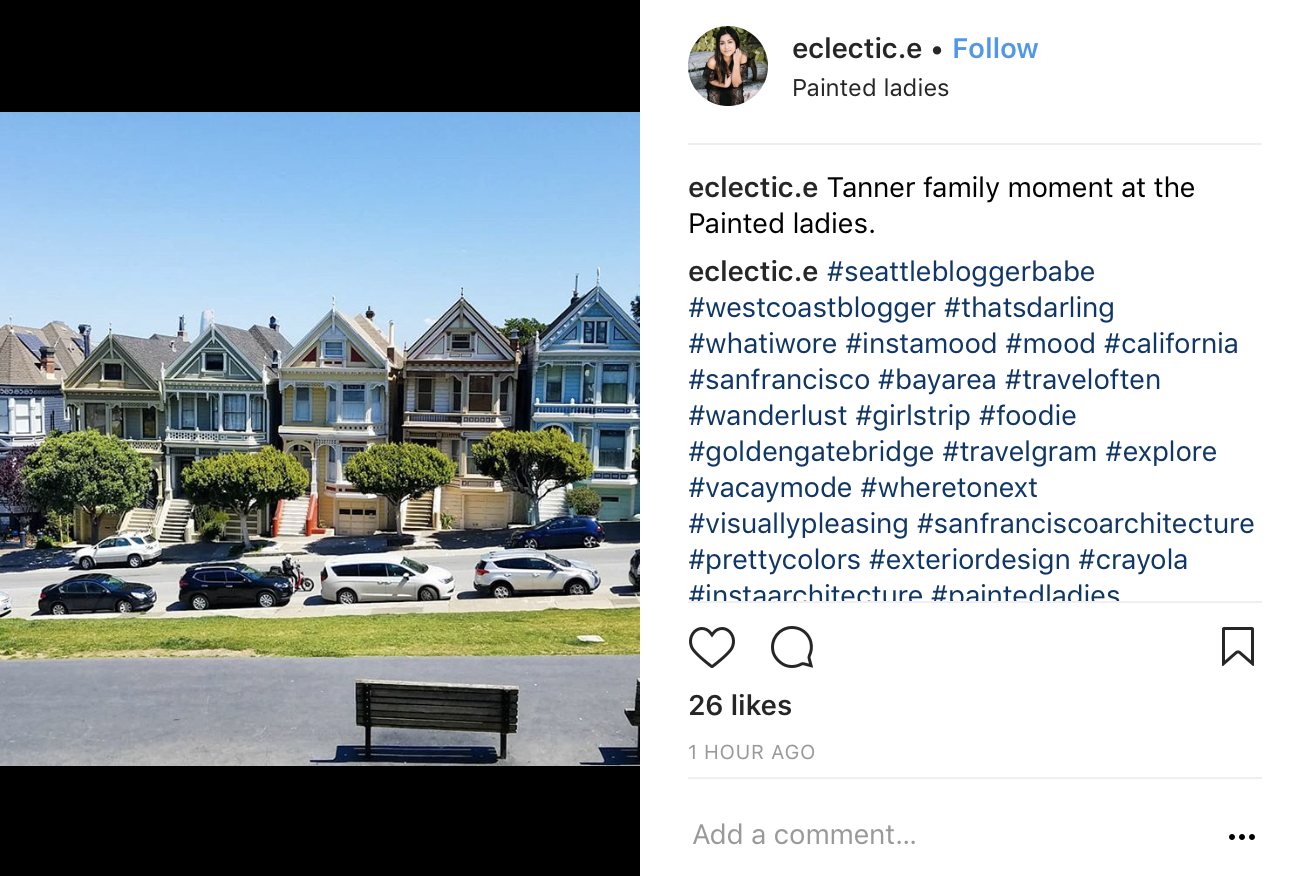 eclectic.e • Follow
Painted ladies
eclectic.e Tanner family moment at the
Painted ladies.
eclectic.e #seattlebloggerbabe
#westcoastblogger #thatsdarling
#whatiwore #instamood #mood #california
#sanfrancisco #bayarea #traveloften
#wanderlust #girlstrip #foodie
#goldengatebridge #travelgram #explore
#vacaymode #wheretonext
#visuallypleasing #sanfranciscoarchitecture
#prettycolors #exteriordesign #crayola
#instaarchitecture #paintedladies
26 likes
1 HOUR AGO
Add a comment...